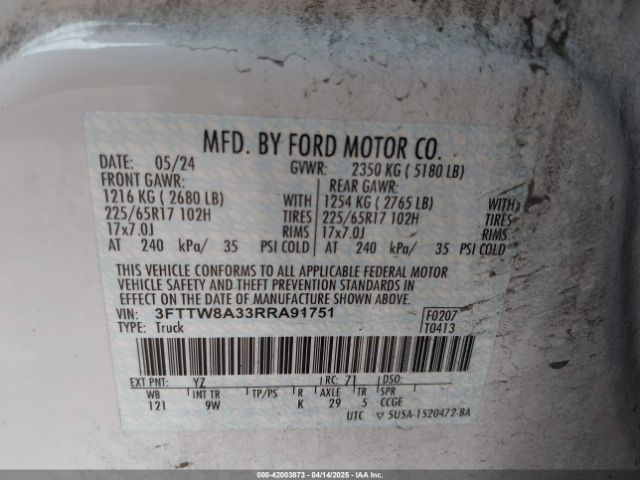 MFD. BY FORD MOTOR CO.
DATE: 05/24 GVWR: 2350 KG ( 5180 LB)
FRONT GAWR: REAR GAWR:
1216 KG ( 2680 LB) WITH 1254 KG ( 2765 LB) WITH
225/65R17 102H TIRES 225/65R17 102H TIRES
17x7.0J RIMS 17x7.0J RIMS
AT 240 kPa/ 35 PSI COLD AT 240 kPa/ 35 PSI COLD
THIS VEHICLE CONFORMS TO ALL APPLICABLE FEDERAL MOTOR
VEHICLE SAFETY AND THEFT PREVENTION STANDARDS IN
EFFECT ON THE DATE OF MANUFACTURE SHOWN ABOVE.
VIN: 3FTTW8A33RRA91751 F0207
TYPE: Truck T0413
EXT PNT: YZ RC: 71 DSO:
WB INT TR TP/PS R AXLE TR SPR
121 9W K 29 5 CCGE
UTC 5U5A-1520472-BA
000-42003873 | 04/14/2025 - IAA Inc.